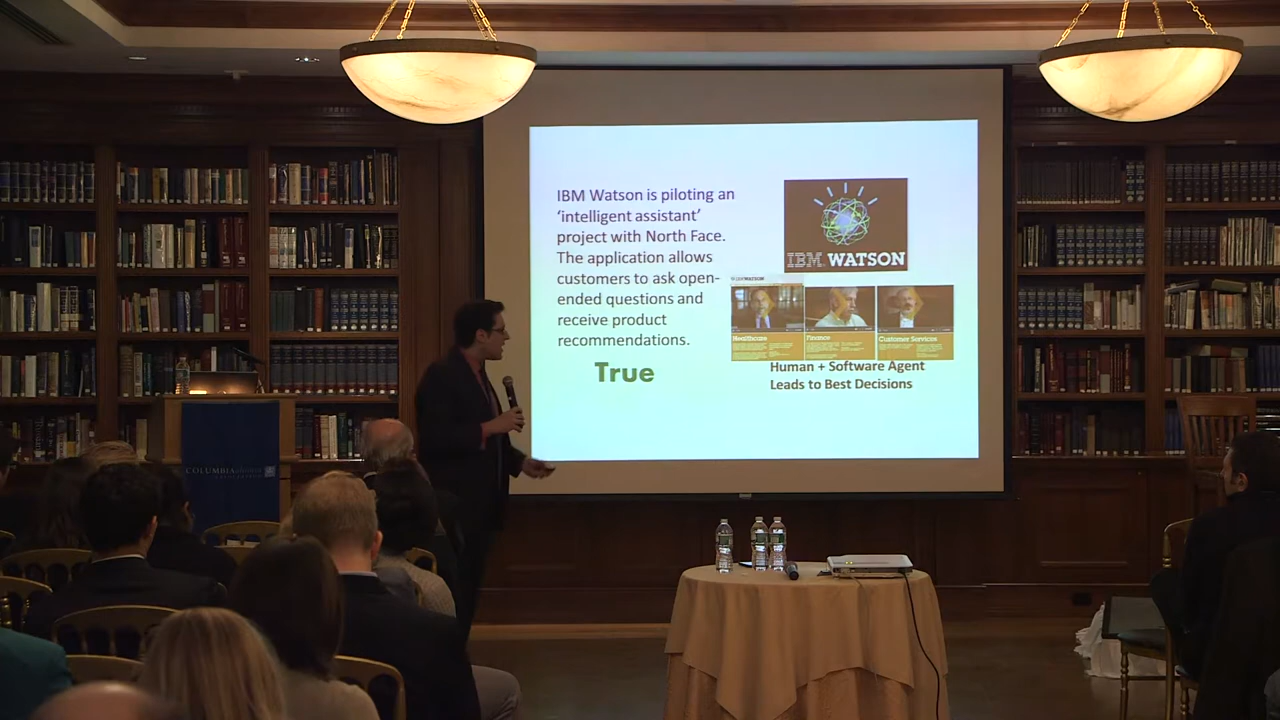 IBM Watson is piloting an
‘intelligent assistant’
project with North Face.
The application allows
customers to ask open-
ended questions and
receive product
recommendations.
True
IBM WATSON
Healthcare
Finance
Customer Services
Human + Software Agent
Leads to Best Decisions
COLUMBIA